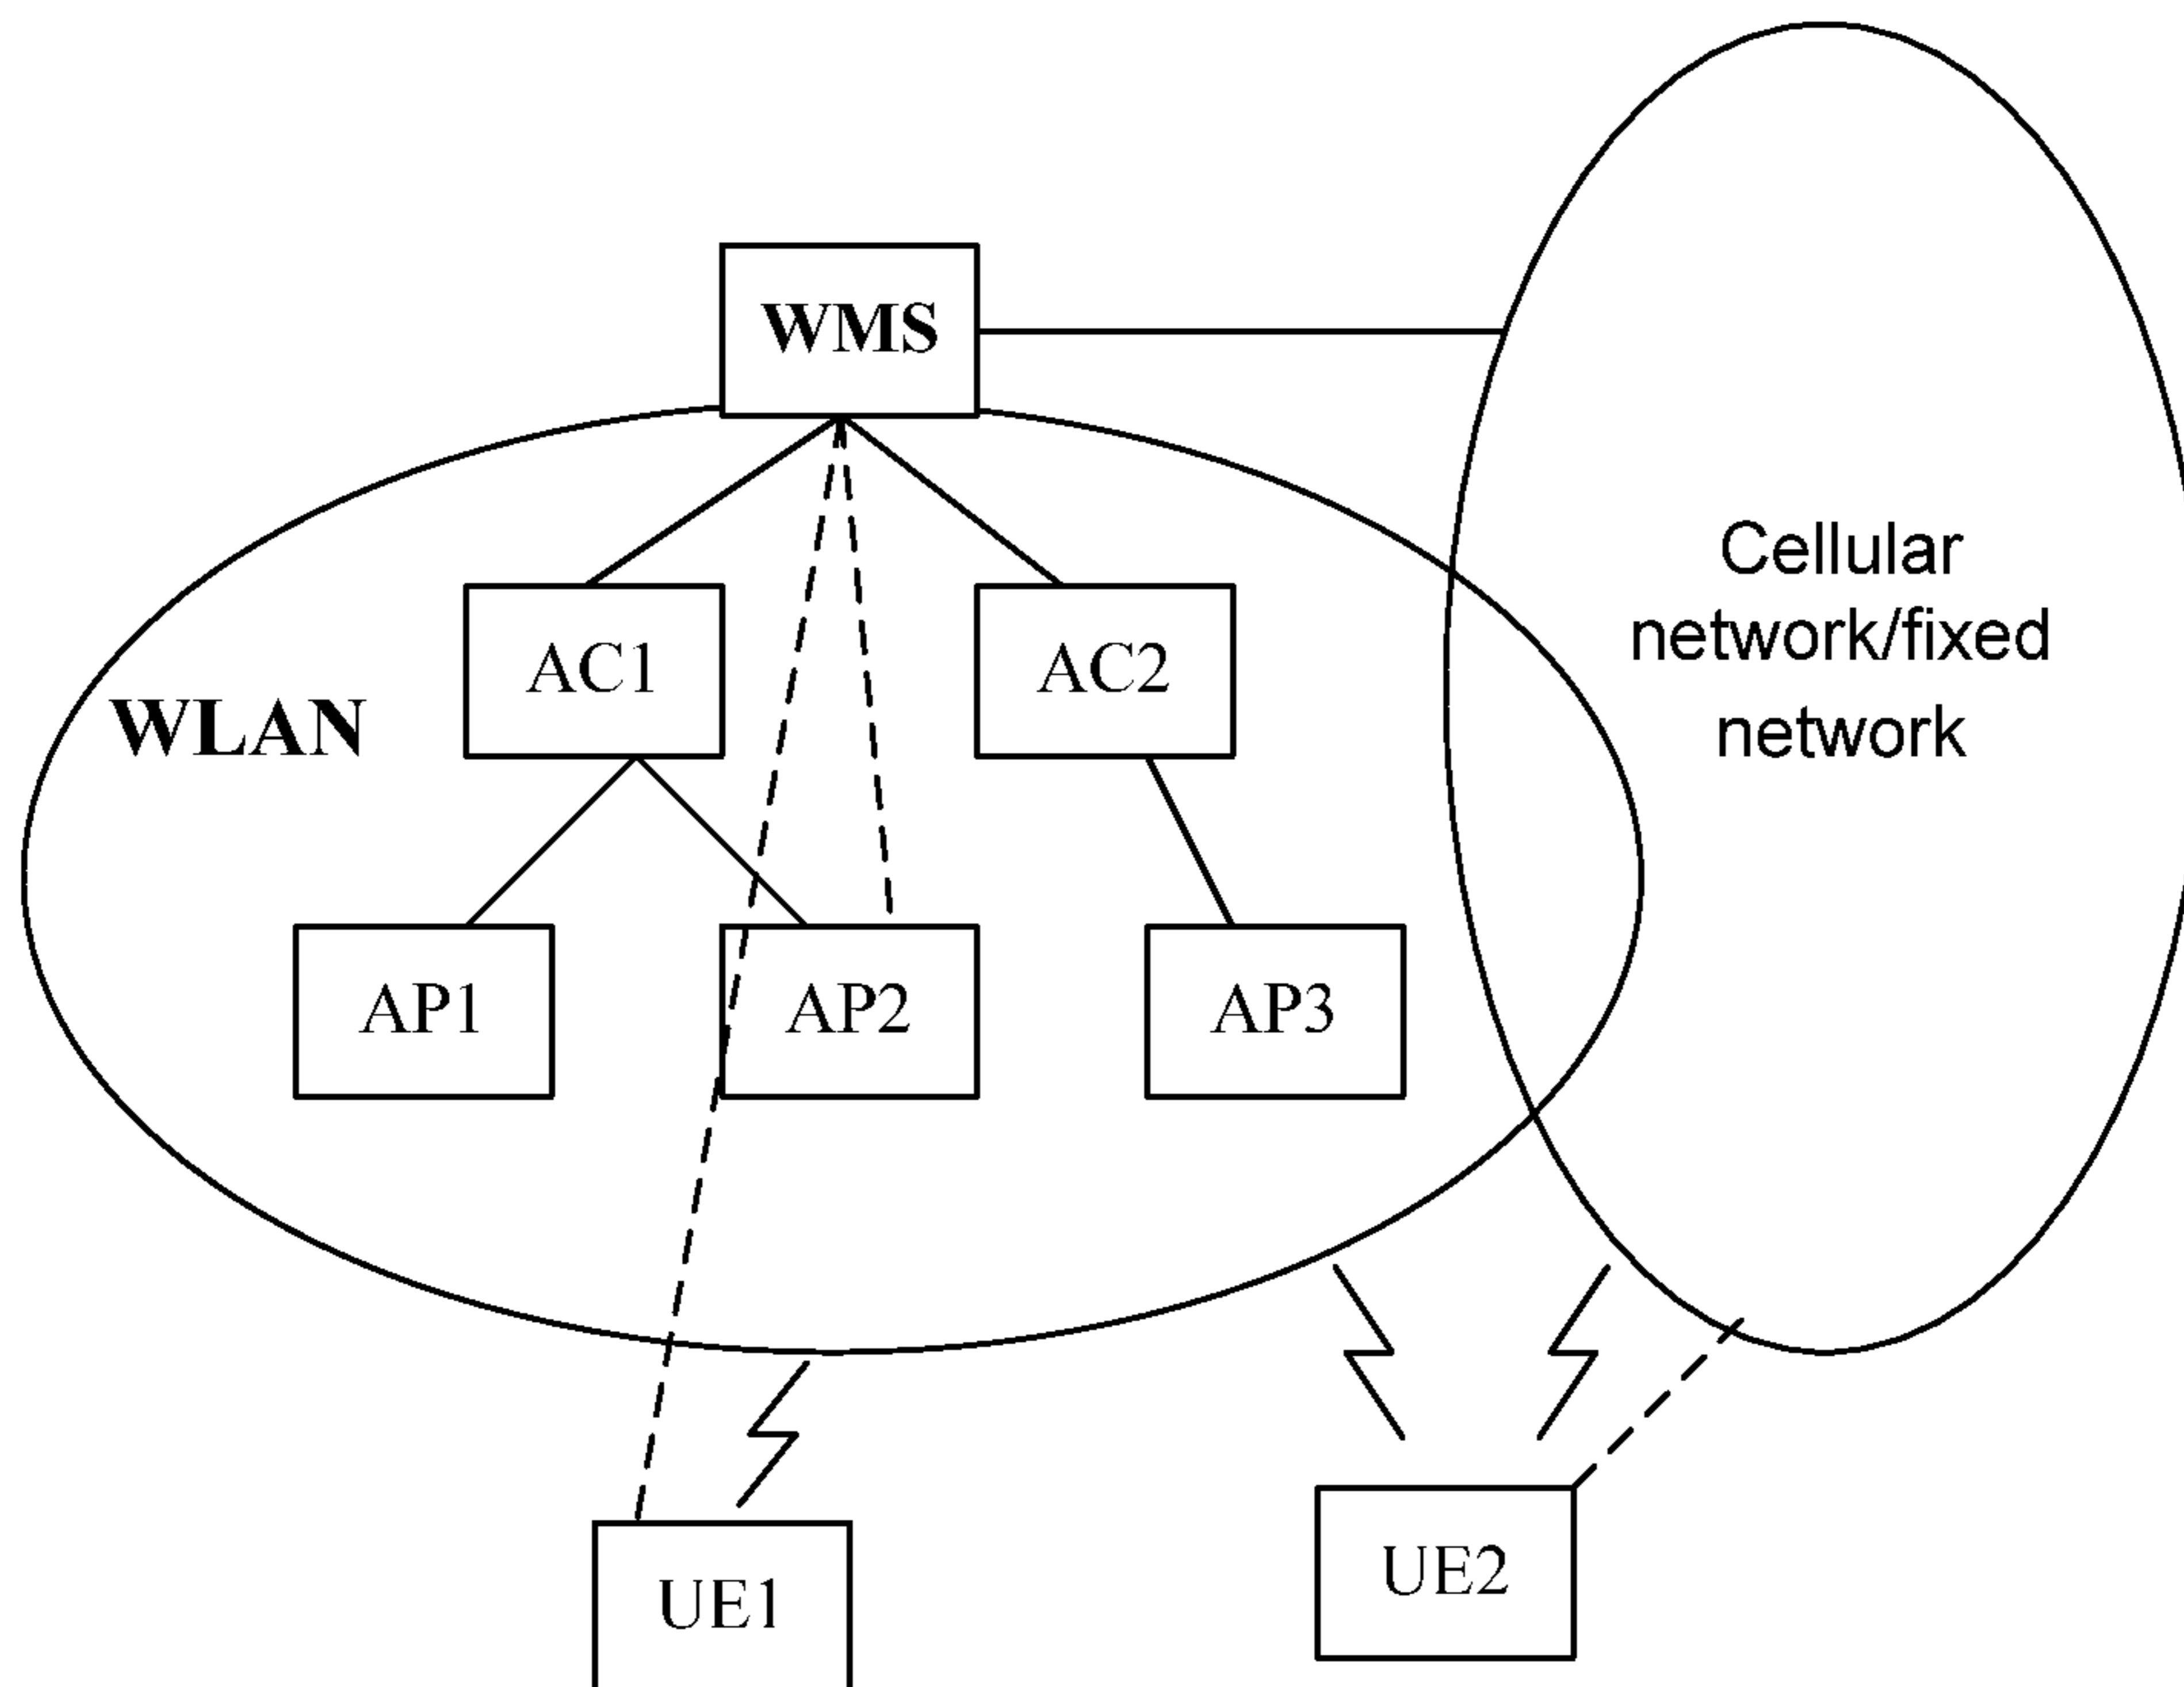 WMS
Cellular
network/fixed
network
AC1
AC2
WLAN
AP1
AP2
AP3
UE2
UE1